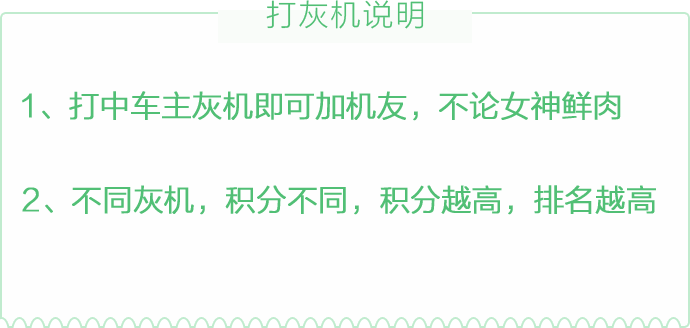 打灰机说明
1、打中车主灰机即可加机友，不论女神鲜肉
2、不同灰机，积分不同，积分越高，排名越高